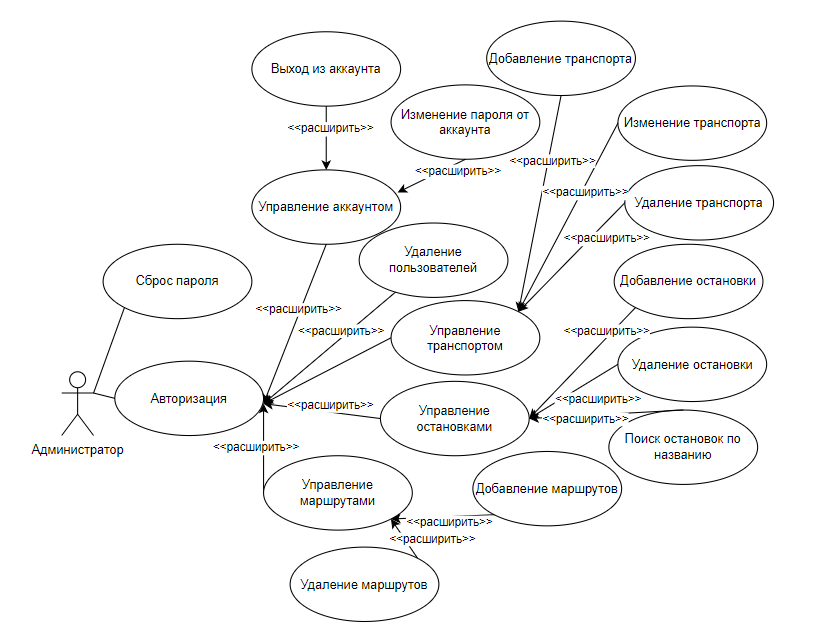 Добавление транспорта
Выход из аккаунта
Изменение пароля от
аккаунта
Изменение транспорта
<<расширить>>
<<расширить>>
<<расширить>>
<<расширить>>
Управление аккаунтом
Удаление транспорта
<<расширить>>
Удаление
пользователей
Сброс пароля
Добавление остановки
<<расширить>>
<<расширить>>
Управление
транспортом
<<расширить>>
Удаление остановки
Авторизация
<<расширить>>
<<расширить>>
Управление
остановками
<<расширить>>
Администратор
<<расширить>>
Поиск остановок по
названию
Управление
маршрутами
Добавление маршрутов
<<расширить>>
<<расширить>>
Удаление маршрутов